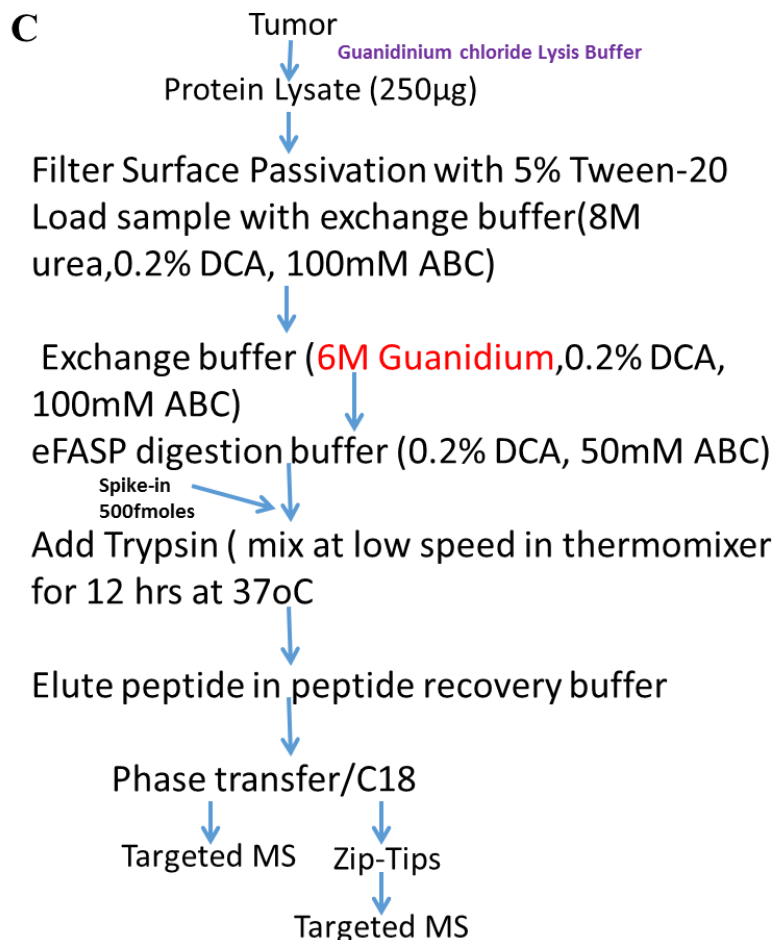 C
Tumor
Guanidinium chloride Lysis Buffer
Protein Lysate (250µg)
Filter Surface Passivation with 5% Tween-20
Load sample with exchange buffer(8M
urea,0.2% DCA, 100mM ABC)
Exchange buffer (6M Guanidium,0.2% DCA,
100mM ABC)
eFASP digestion buffer (0.2% DCA, 50mM ABC)
Spike-in
500fmoles
Add Trypsin ( mix at low speed in thermomixer
for 12 hrs at 37oC
Elute peptide in peptide recovery buffer
Phase transfer/C18
Targeted MS Zip-Tips
Targeted MS